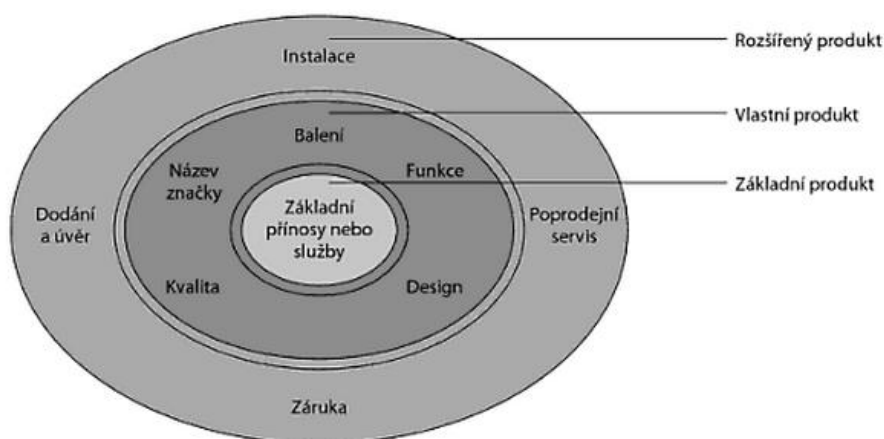 Rozšířený produkt
Instalace
Vlastní produkt
Balení
Název
značky
Funkce
Základní produkt
Základní
přínosy nebo
služby
Dodání
a úvěr
Poprodejní
servis
Kvalita
Design
Záruka